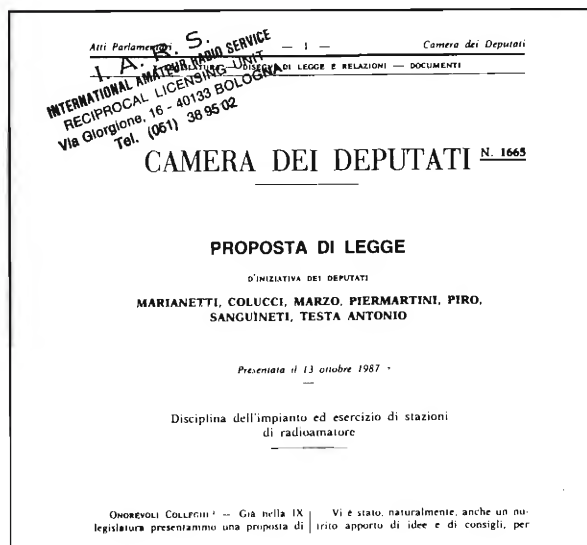 Atti Parlamentari — 1 — Camera dei Deputati
DISEGNI DI LEGGE E RELAZIONI — DOCUMENTI
I. A. R. S.
INTERNATIONAL AMATEUR RADIO SERVICE
RECIPROCAL LICENSING UNIT
Via Giorgione, 16 - 40133 BOLOGNA
Tel. (051) 38 95 02
CAMERA DEI DEPUTATI N. 1665
PROPOSTA DI LEGGE
D'INIZIATIVA DEI DEPUTATI
MARIANETTI, COLUCCI, MARZO, PIERMARTINI, PIRO,
SANGUINETI, TESTA ANTONIO
Presentata il 13 ottobre 1987
Disciplina dell'impianto ed esercizio di stazioni
di radioamatore
ONOREVOLI COLLEGHI! — Già nella IX
legislatura presentammo una proposta di
Vi è stato, naturalmente, anche un nu-
trito apporto di idee e di consigli, per